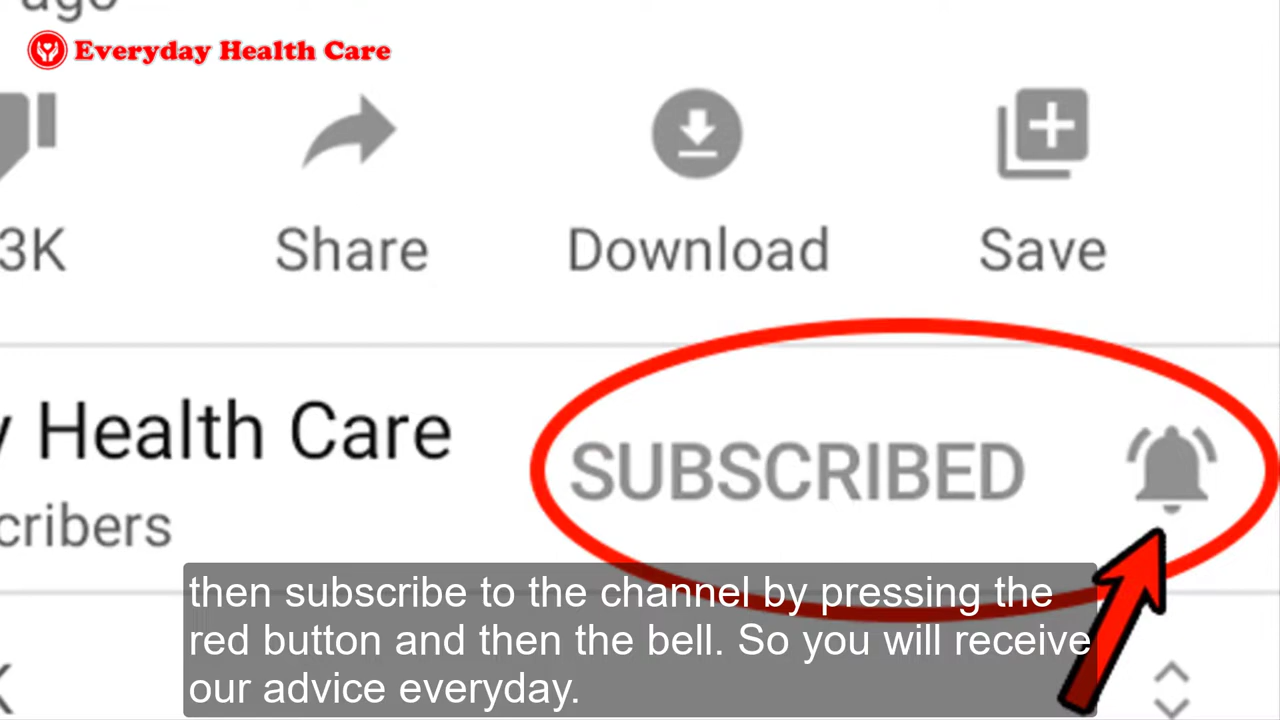 ago
Everyday Health Care
3K
Share
Download
Save
y Health Care
SUBSCRIBED
cribers
then subscribe to the channel by pressing the
red button and then the bell. So you will receive
our advice everyday.
K